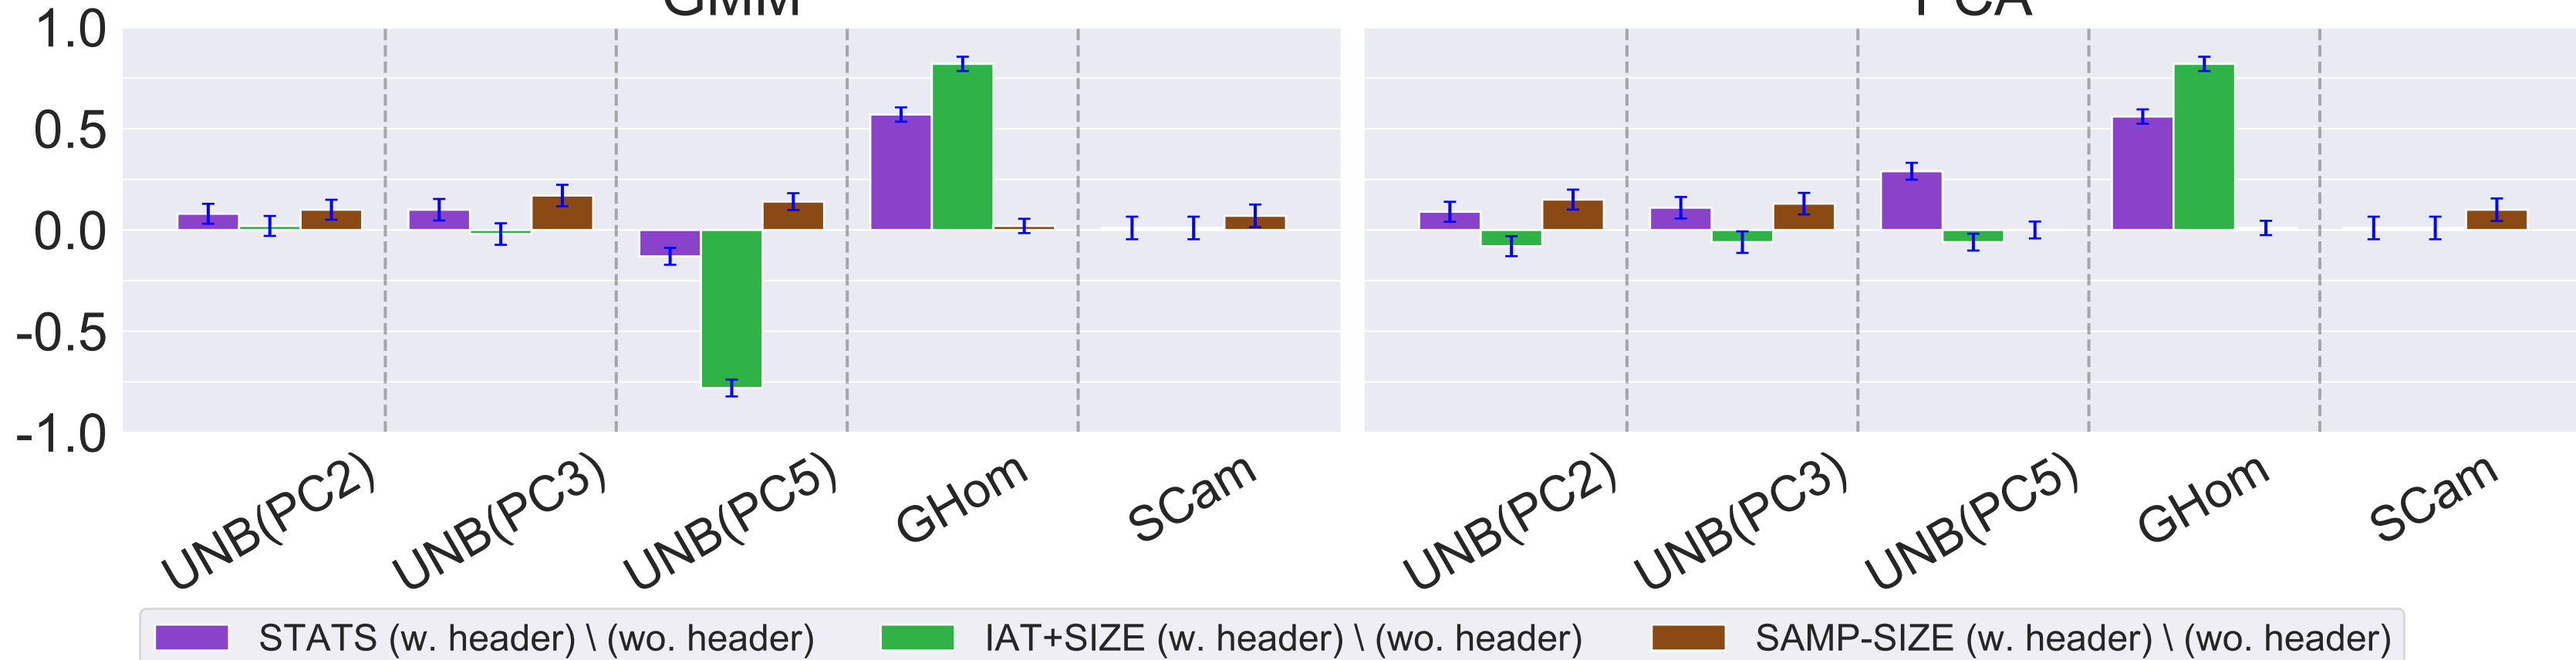 GMM PCA
1.0
0.5
0.0
-0.5
-1.0
UNB(PC2) UNB(PC3) UNB(PC5) GHom SCam UNB(PC2) UNB(PC3) UNB(PC5) GHom SCam
STATS (w. header) \ (wo. header) IAT+SIZE (w. header) \ (wo. header) SAMP-SIZE (w. header) \ (wo. header)